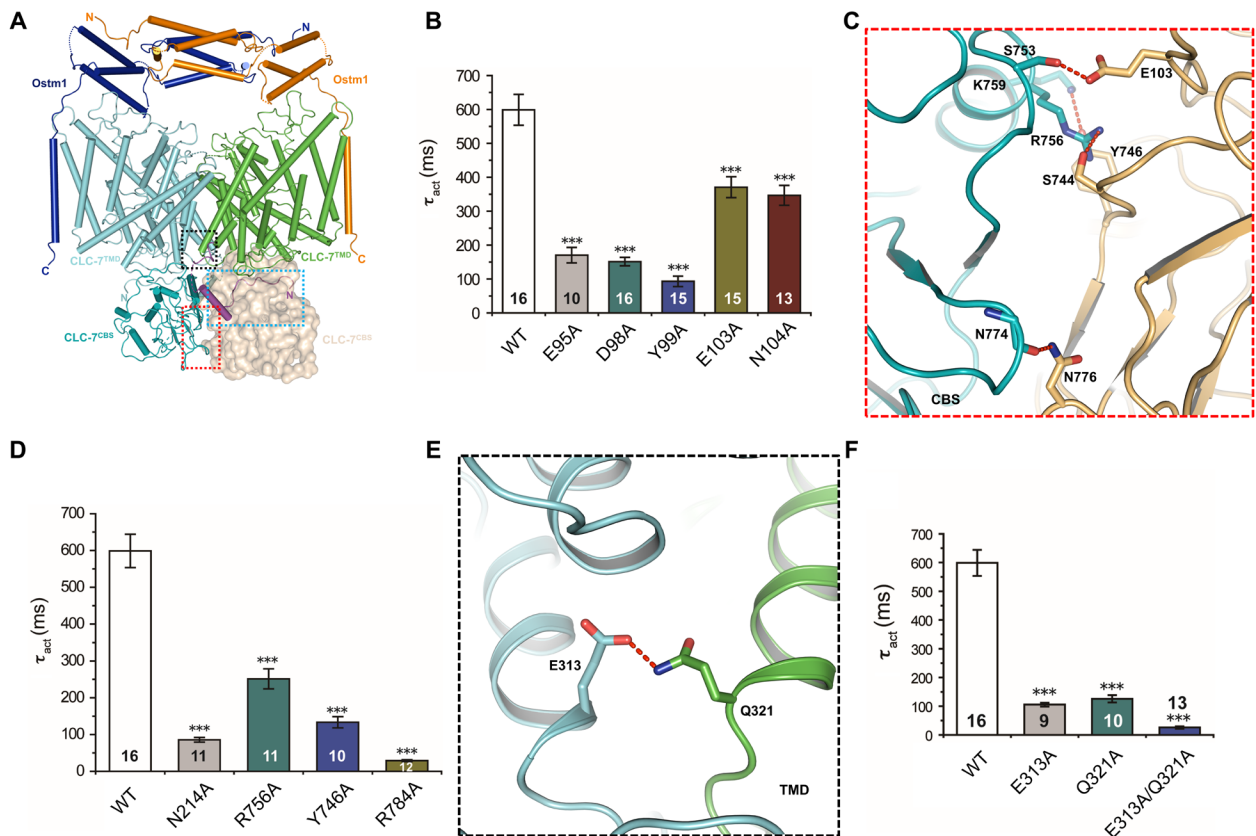 A
N
N
Ostm1
Ostm1
C
C
CLC-7TMD
CLC-7TMD
N
N
CLC-7CBS
CLC-7CBS
B
τact (ms)
700
600
500
400
300
200
100
0
***
***
***
***
***
16
10
16
15
15
13
WT
E95A
D98A
Y99A
E103A
N104A
C
S753
E103
K759
R756
Y746
S744
N774
N776
CBS
D
τact (ms)
700
600
500
400
300
200
100
0
***
***
***
***
16
11
11
10
12
WT
N214A
R756A
Y746A
R784A
E
E313
Q321
TMD
F
τact (ms)
700
600
500
400
300
200
100
0
***
***
13
***
16
9
10
WT
E313A
Q321A
E313A/Q321A